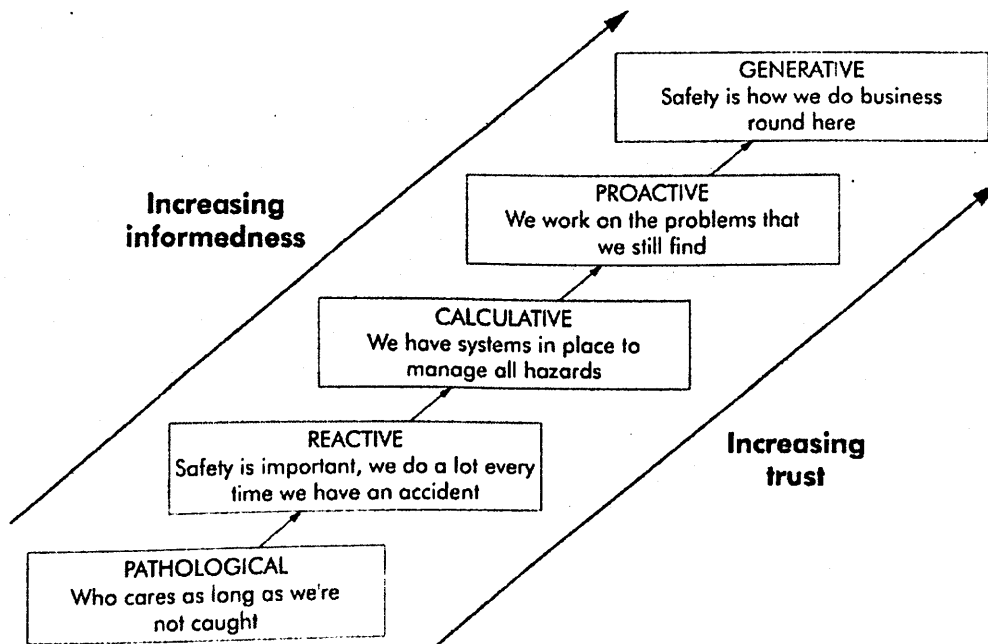 GENERATIVE
Safety is how we do business
round here
PROACTIVE
We work on the problems that
we still find
Increasing
informedness
CALCULATIVE
We have systems in place to
manage all hazards
REACTIVE
Safety is important, we do a lot every
time we have an accident
Increasing
trust
PATHOLOGICAL
Who cares as long as we're
not caught